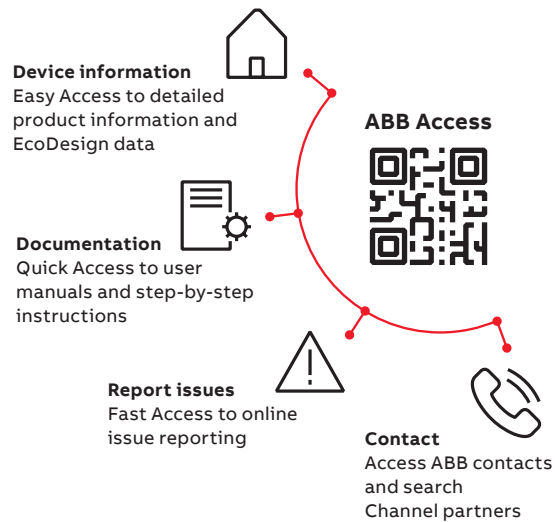 Device information
Easy Access to detailed
product information and
EcoDesign data
ABB Access
Documentation
Quick Access to user
manuals and step-by-step
instructions
Report issues
Fast Access to online
issue reporting
Contact
Access ABB contacts
and search
Channel partners